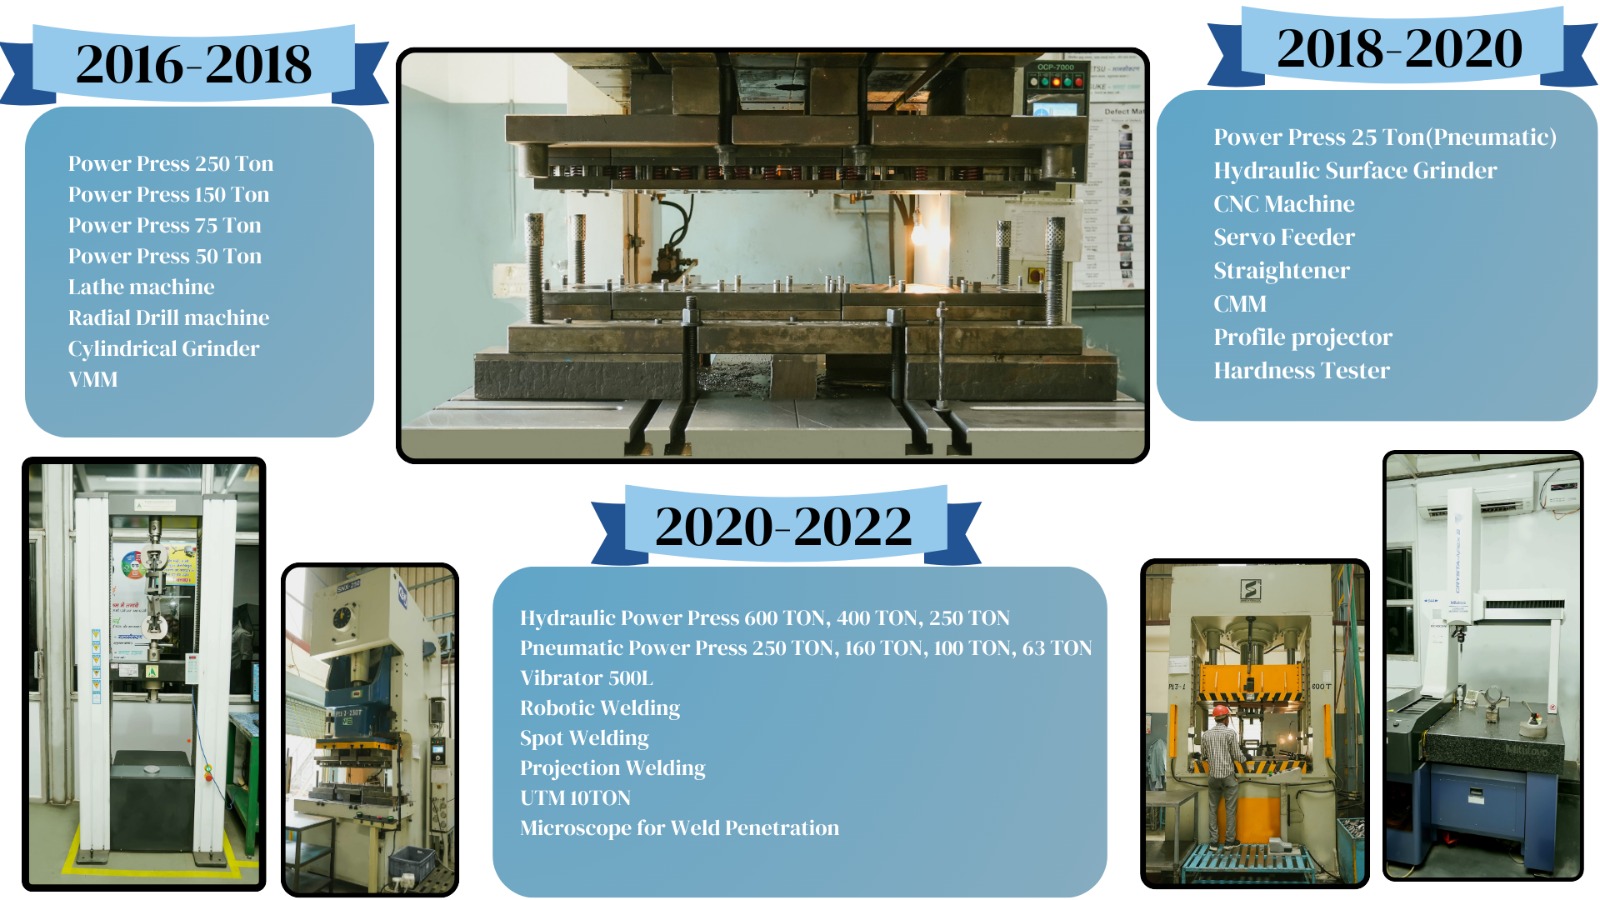 2016-2018
Power Press 250 Ton
Power Press 150 Ton
Power Press 75 Ton
Power Press 50 Ton
Lathe machine
Radial Drill machine
Cylindrical Grinder
VMM
OCP-7000
Defect
2018-2020
Power Press 25 Ton(Pneumatic)
Hydraulic Surface Grinder
CNC Machine
Servo Feeder
Straightener
CMM
Profile projector
Hardness Tester
2020-2022
Hydraulic Power Press 600 TON, 400 TON, 250 TON
Pneumatic Power Press 250 TON, 160 TON, 100 TON, 63 TON
Vibrator 500L
Robotic Welding
Spot Welding
Projection Welding
UTM 10TON
Microscope for Weld Penetration
Mitutoyo